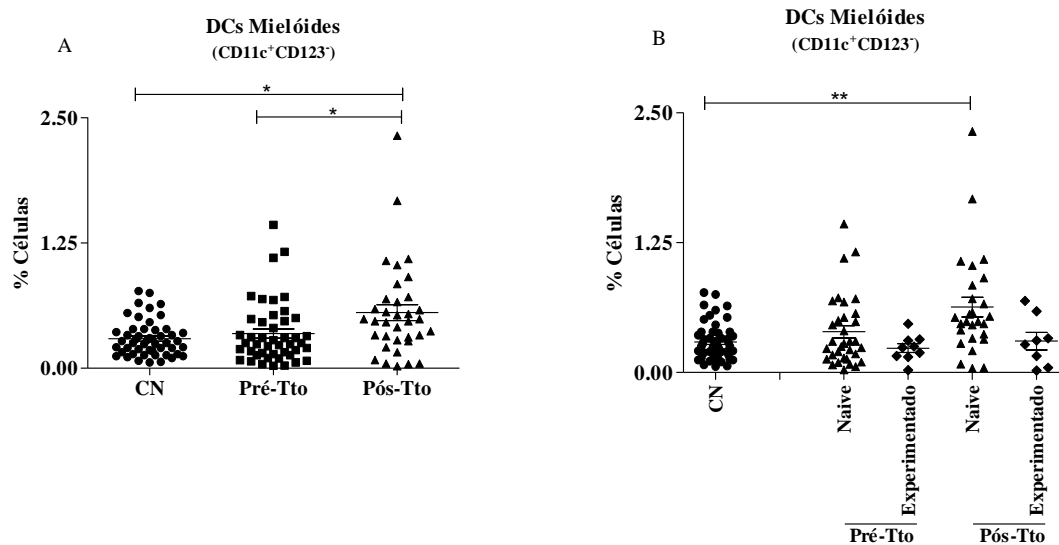 A
DCs Mielóides
(CD11c⁺CD123⁻)
*
*
2.50
1.25
0.00
% Células
CN
Pré-Tto
Pós-Tto
B
DCs Mielóides
(CD11c⁺CD123⁻)
**
2.50
1.25
0.00
% Células
CN
Naive
Experimentado
Naive
Experimentado
Pré-Tto
Pós-Tto